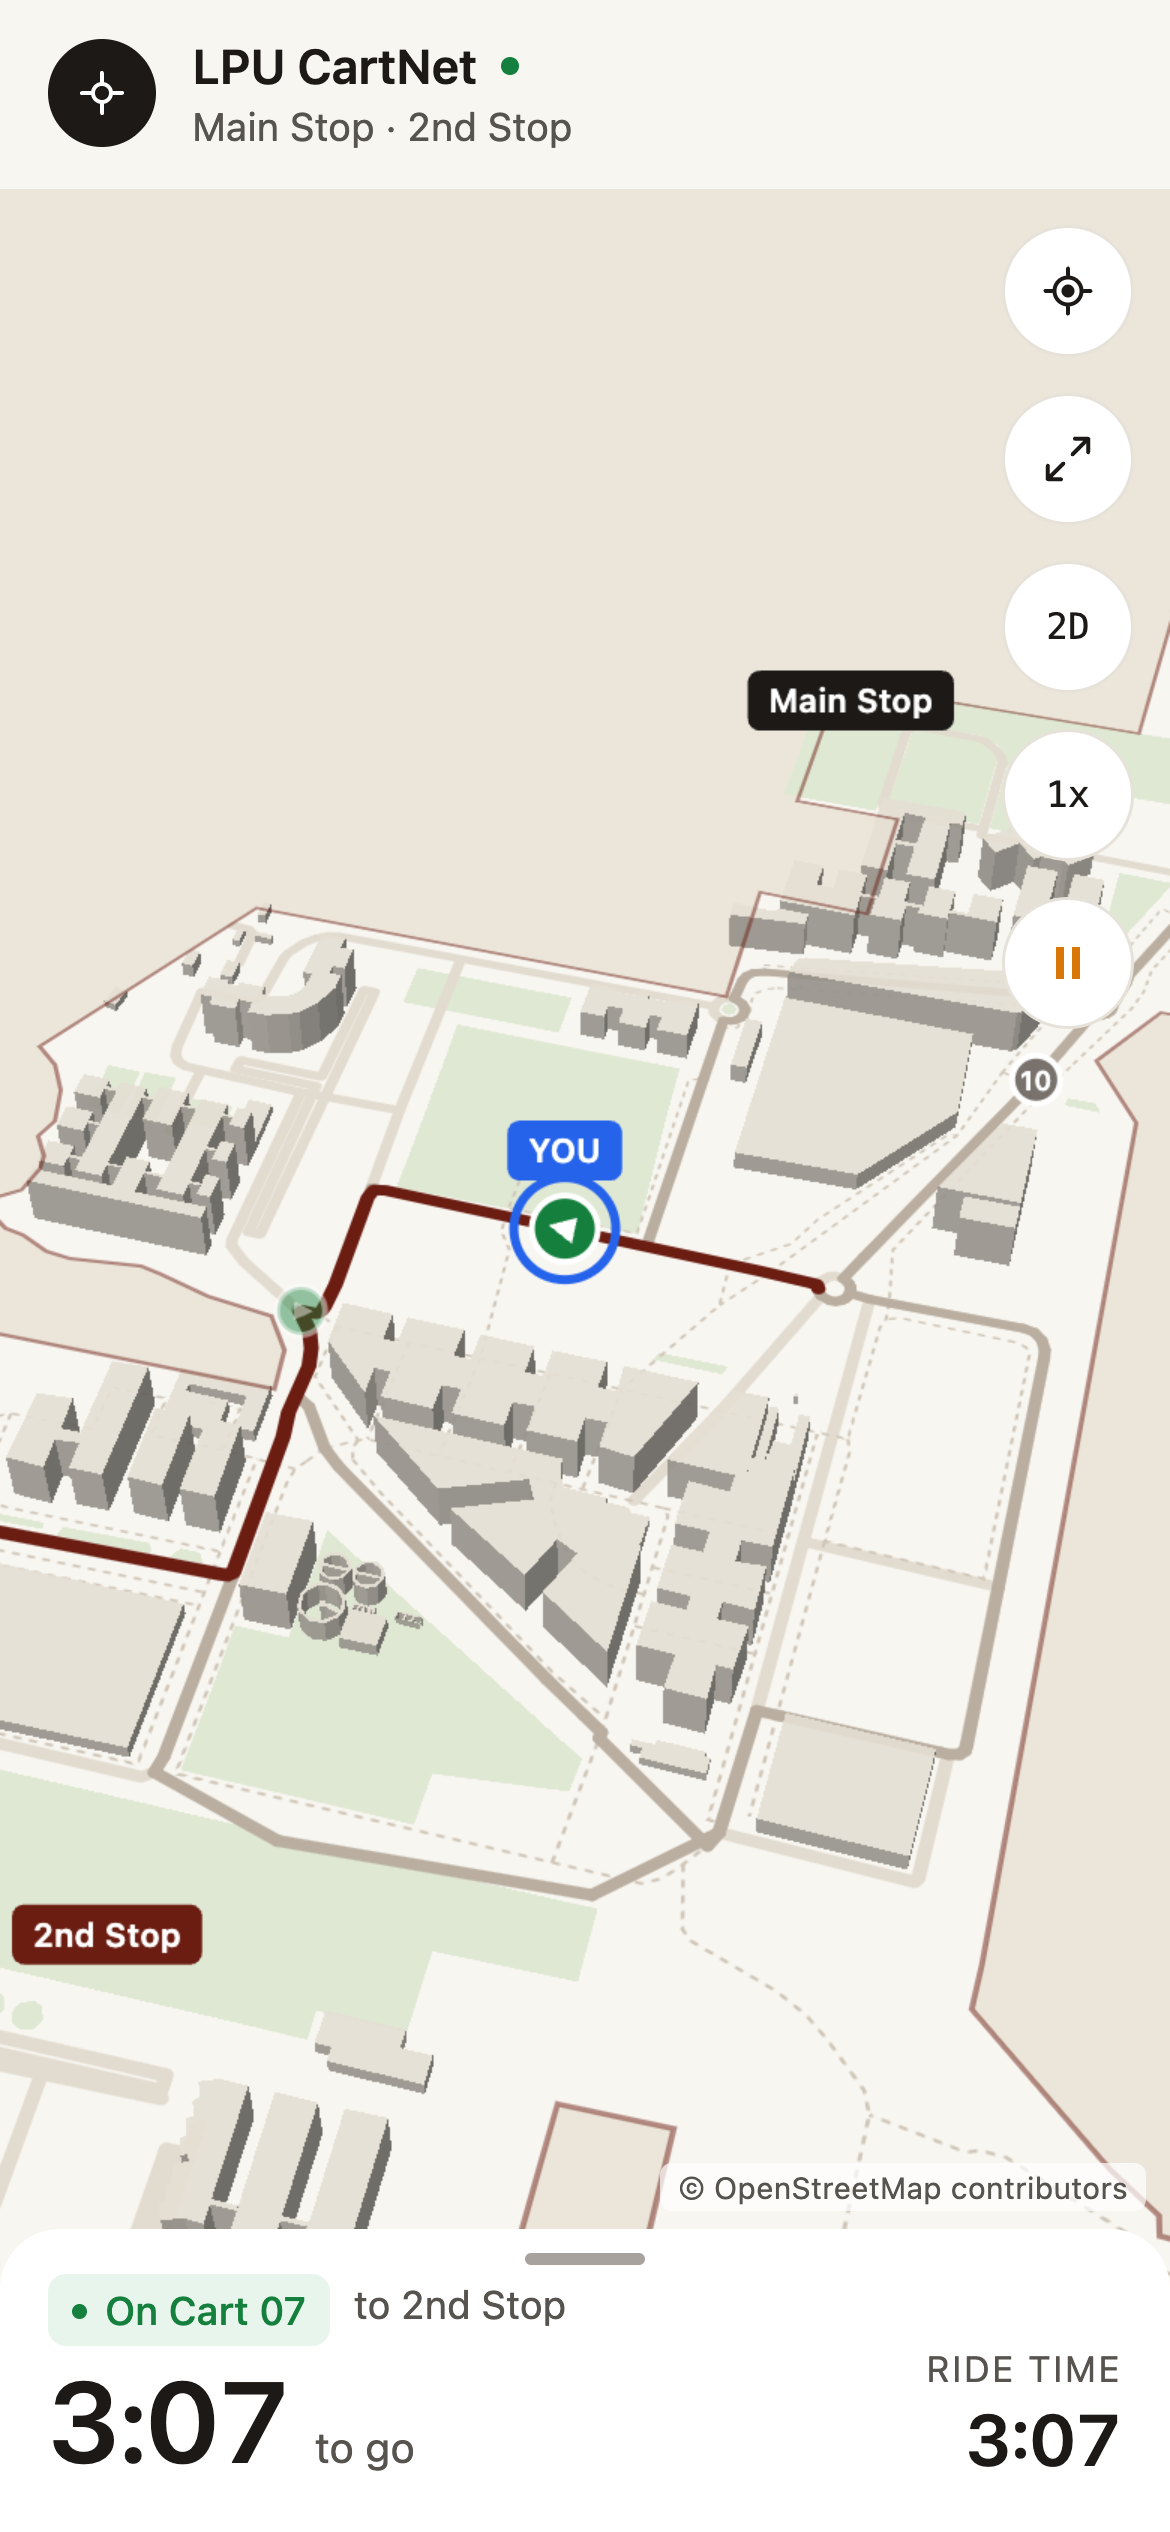 LPU CartNet
Main Stop · 2nd Stop
2D
Main Stop
1x
10
YOU
2nd Stop
© OpenStreetMap contributors
On Cart 07 to 2nd Stop
RIDE TIME
3:07 to go
3:07